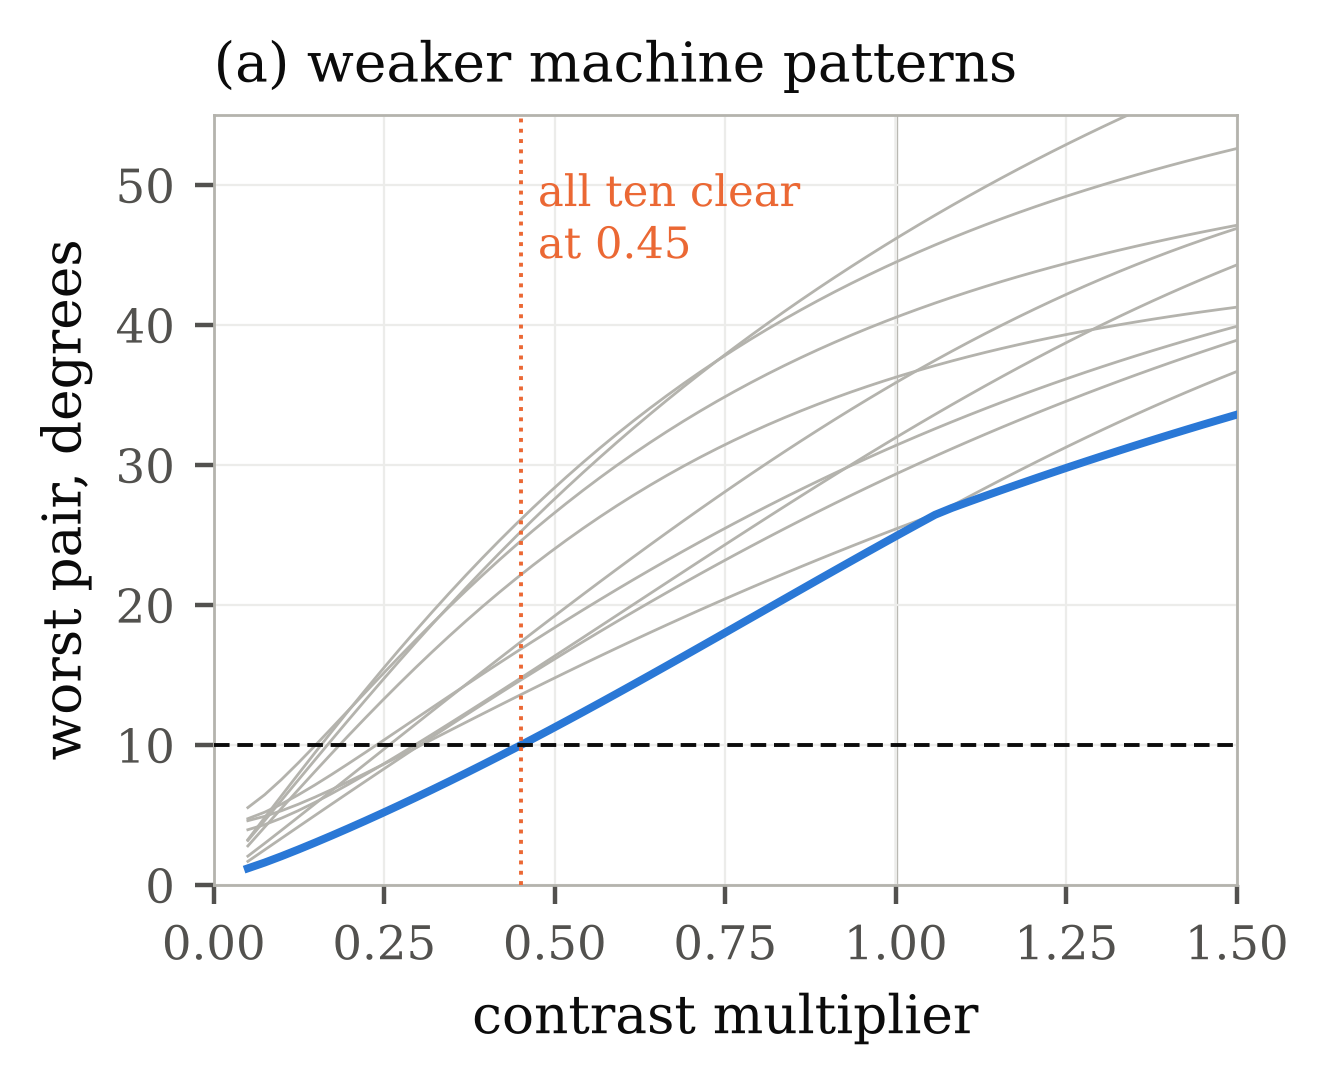 (a) weaker machine patterns
all ten clear
at 0.45
worst pair, degrees
50
40
30
20
10
0
0.00 0.25 0.50 0.75 1.00 1.25 1.50
contrast multiplier